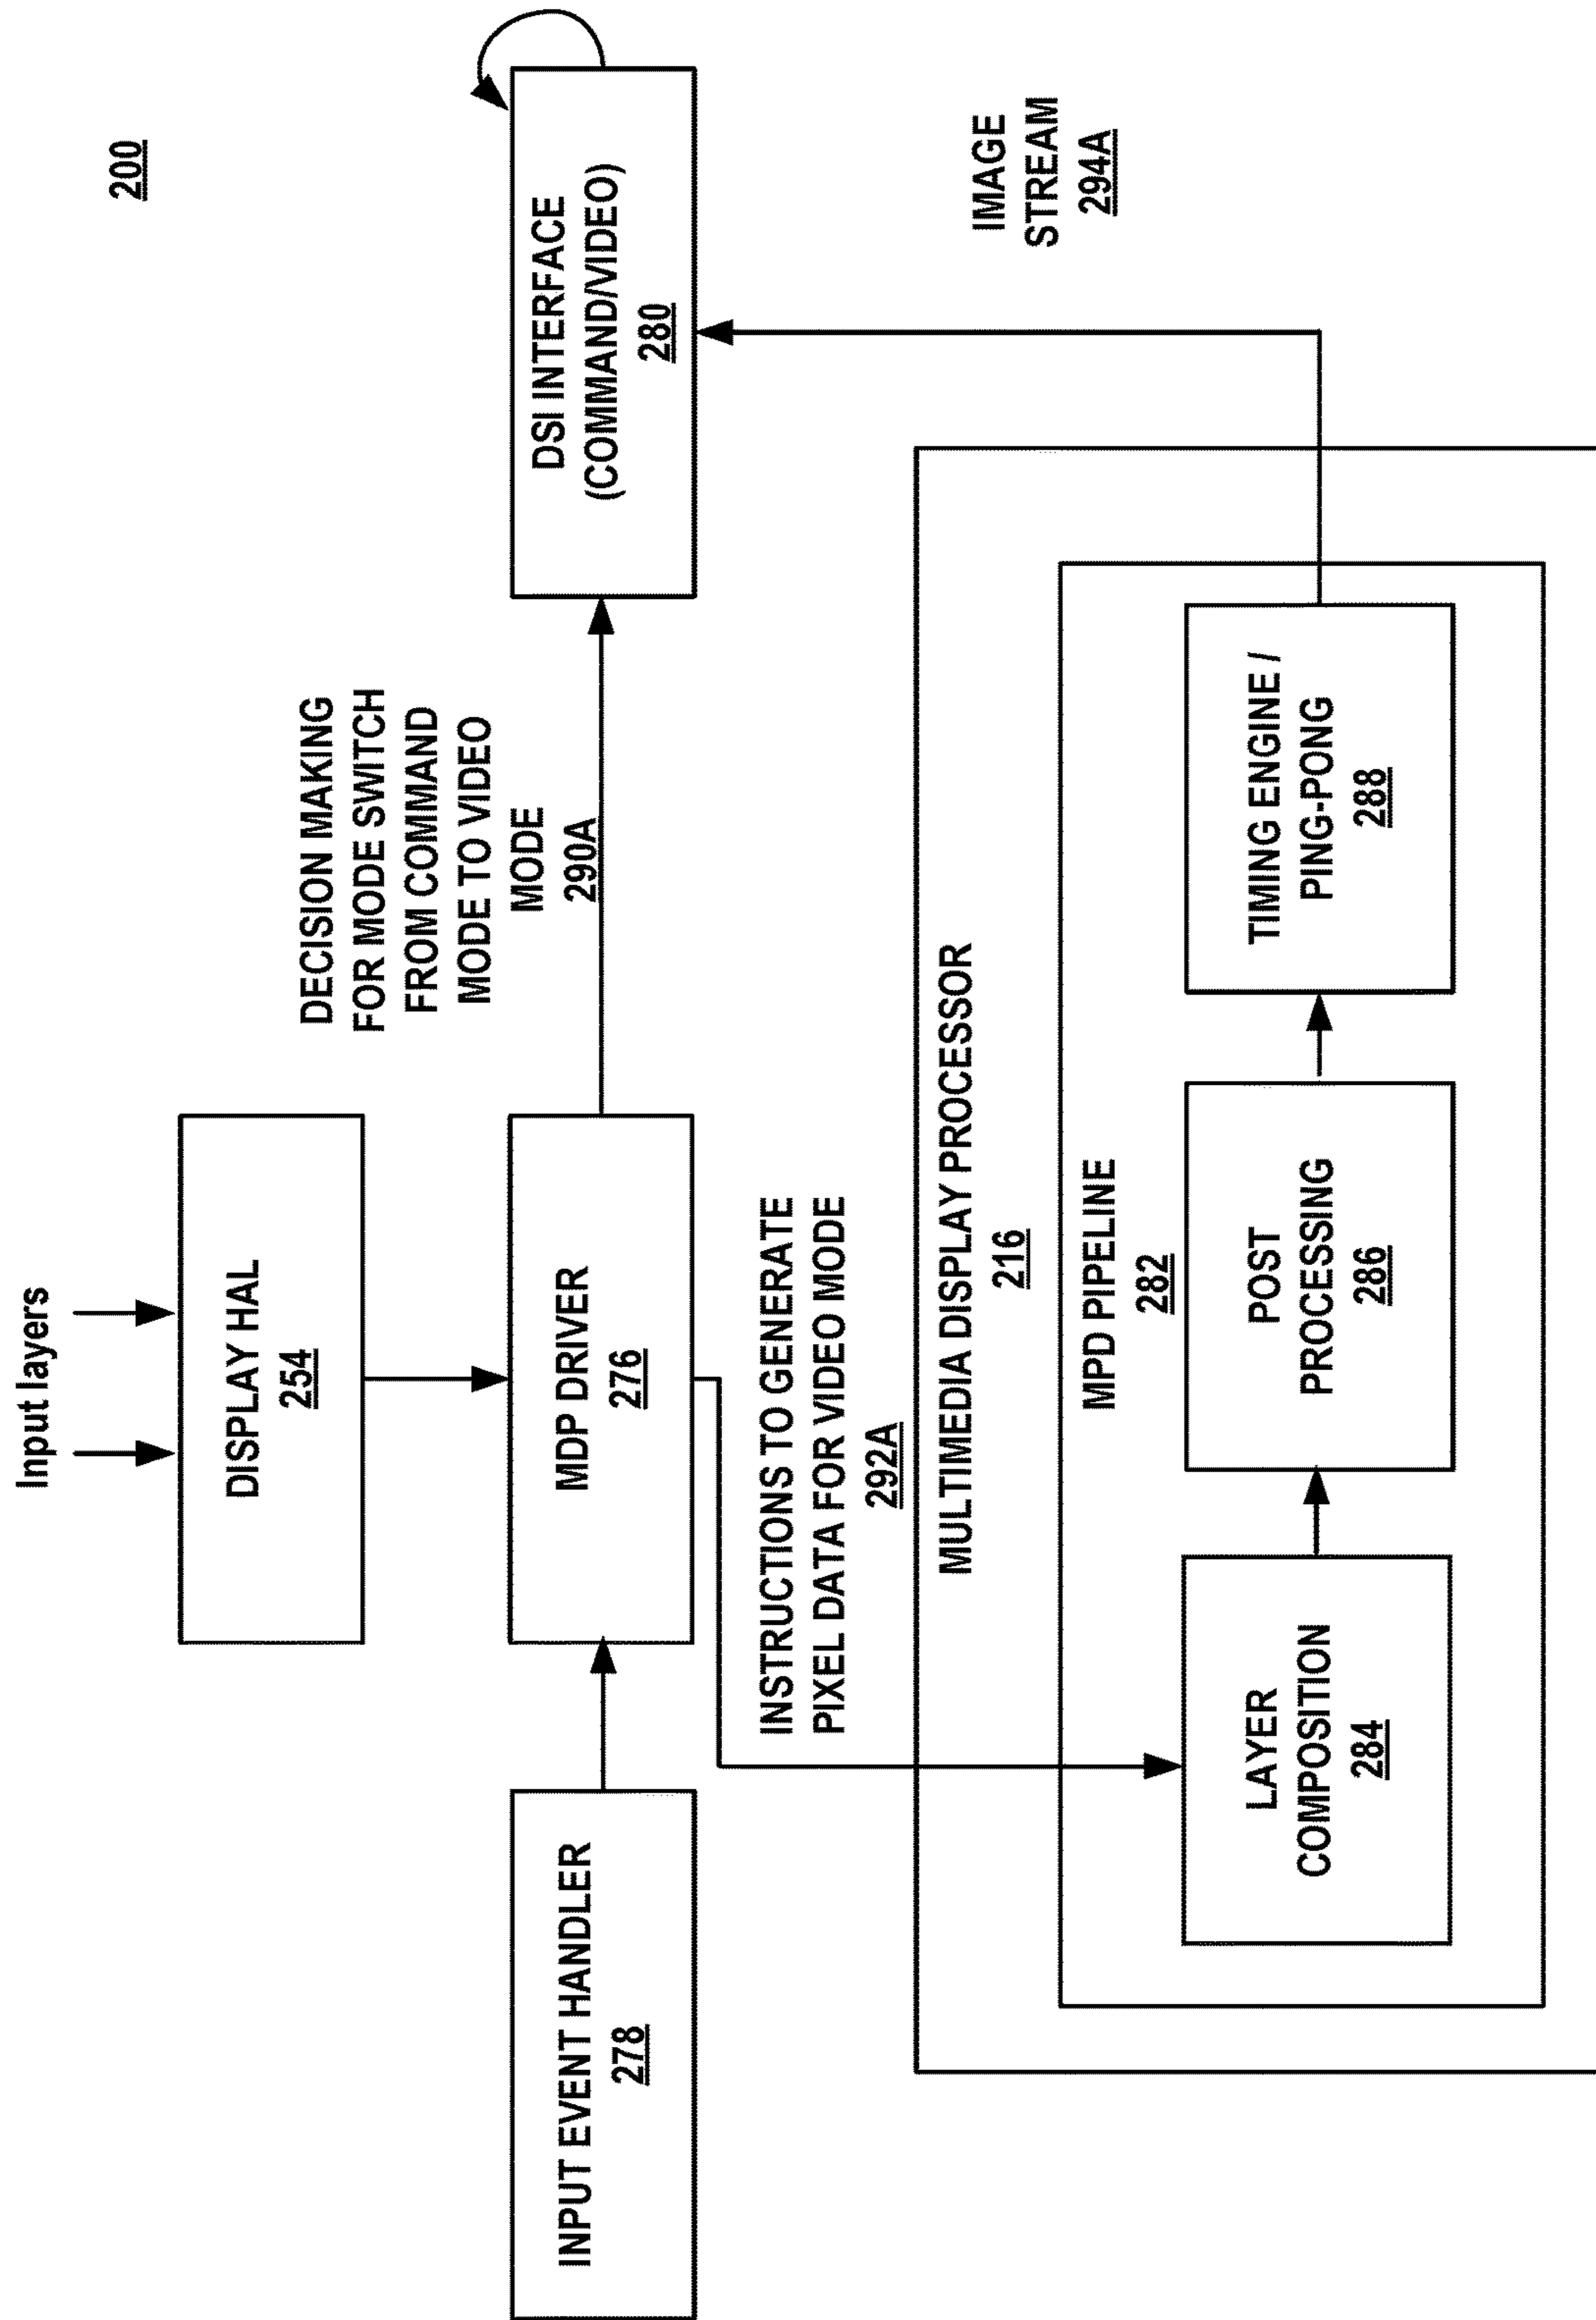 200
Input layers
DISPLAY HAL
254
INPUT EVENT HANDLER
278
MDP DRIVER
276
DECISION MAKING
FOR MODE SWITCH
FROM COMMAND
MODE TO VIDEO
MODE
290A
DSI INTERFACE
(COMMAND/VIDEO)
280
INSTRUCTIONS TO GENERATE
PIXEL DATA FOR VIDEO MODE
292A
MULTIMEDIA DISPLAY PROCESSOR
216
MPD PIPELINE
282
LAYER
COMPOSITION
284
POST
PROCESSING
286
TIMING ENGINE /
PING-PONG
288
IMAGE
STREAM
294A